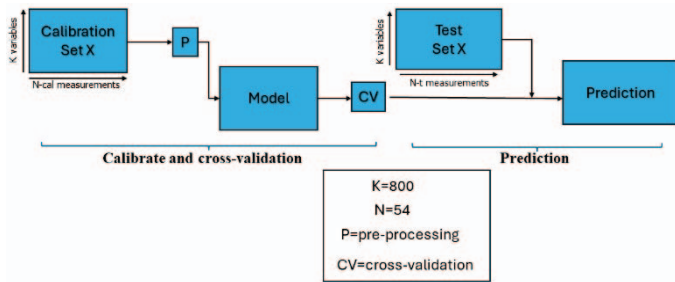 K variables
Calibration
Set X
N-cal measurements
P
Model
CV
K variables
Test
Set X
N-t measurements
Prediction
Calibrate and cross-validation
Prediction
K=800
N=54
P=pre-processing
CV=cross-validation